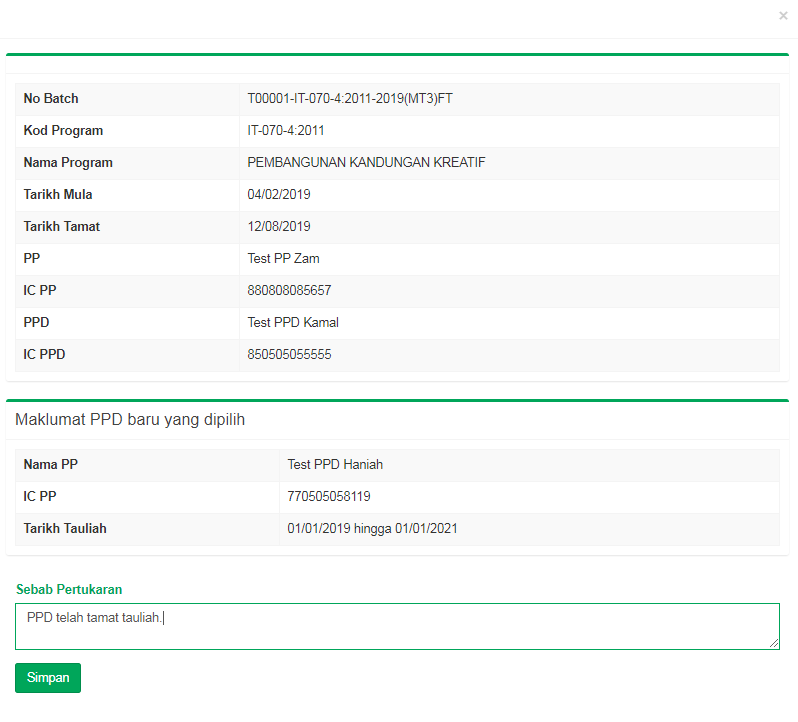 ×
No Batch T00001-IT-070-4:2011-2019(MT3)FT
Kod Program IT-070-4:2011
Nama Program PEMBANGUNAN KANDUNGAN KREATIF
Tarikh Mula 04/02/2019
Tarikh Tamat 12/08/2019
PP Test PP Zam
IC PP 880808085657
PPD Test PPD Kamal
IC PPD 850505055555
Maklumat PPD baru yang dipilih
Nama PP Test PPD Haniah
IC PP 770505058119
Tarikh Tauliah 01/01/2019 hingga 01/01/2021
Sebab Pertukaran
PPD telah tamat tauliah.
Simpan